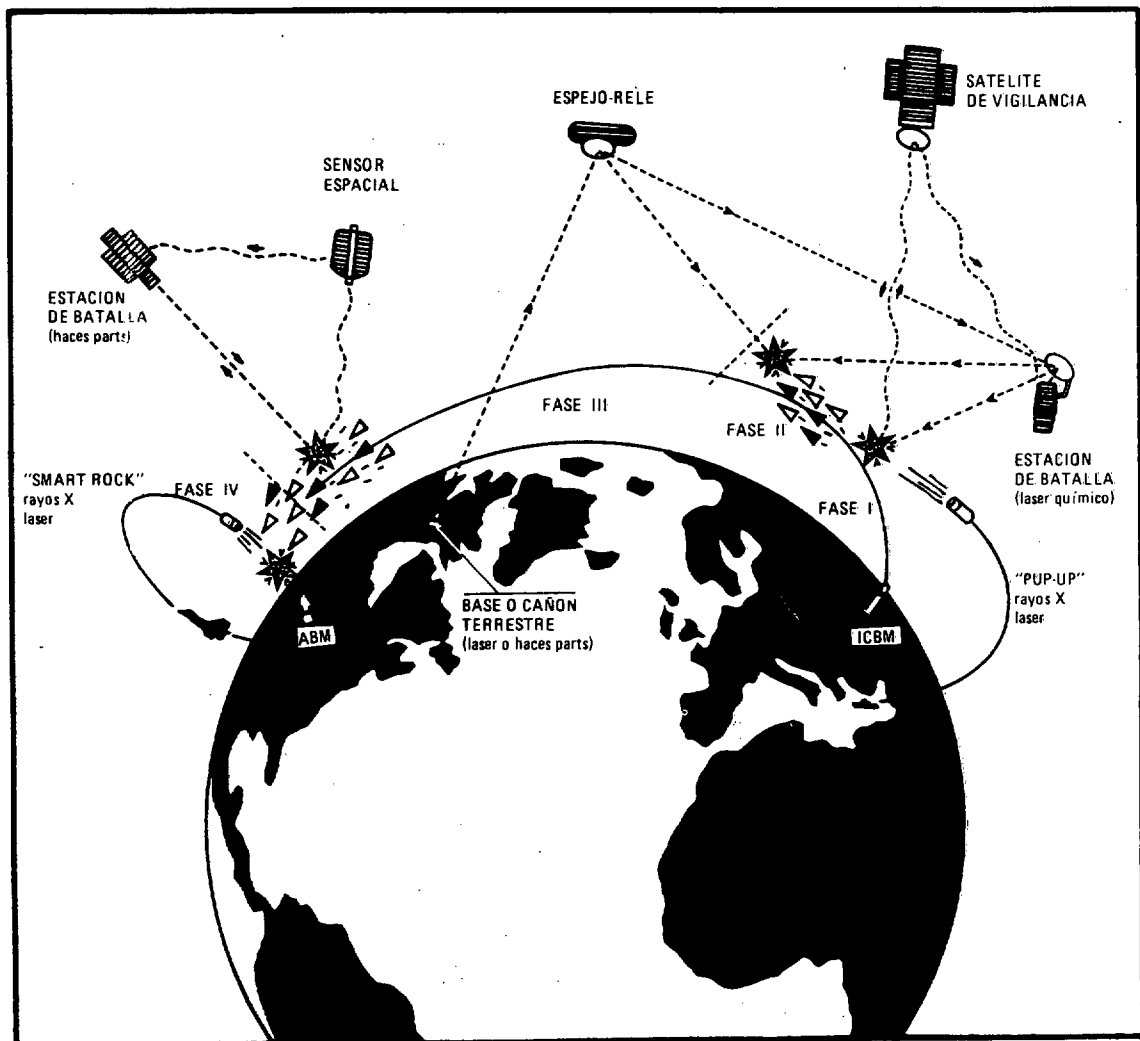 ESPEJO-RELE
SATELITE
DE VIGILANCIA
SENSOR
ESPACIAL
ESTACION
DE BATALLA
(haces parts)
FASE III
FASE II
"SMART ROCK"
rayos X
laser
FASE IV
FASE I
ESTACION
DE BATALLA
(laser químico)
"PUP-UP"
rayos X
laser
BASE O CAÑON
TERRESTRE
(laser o haces parts)
ABM
ICBM